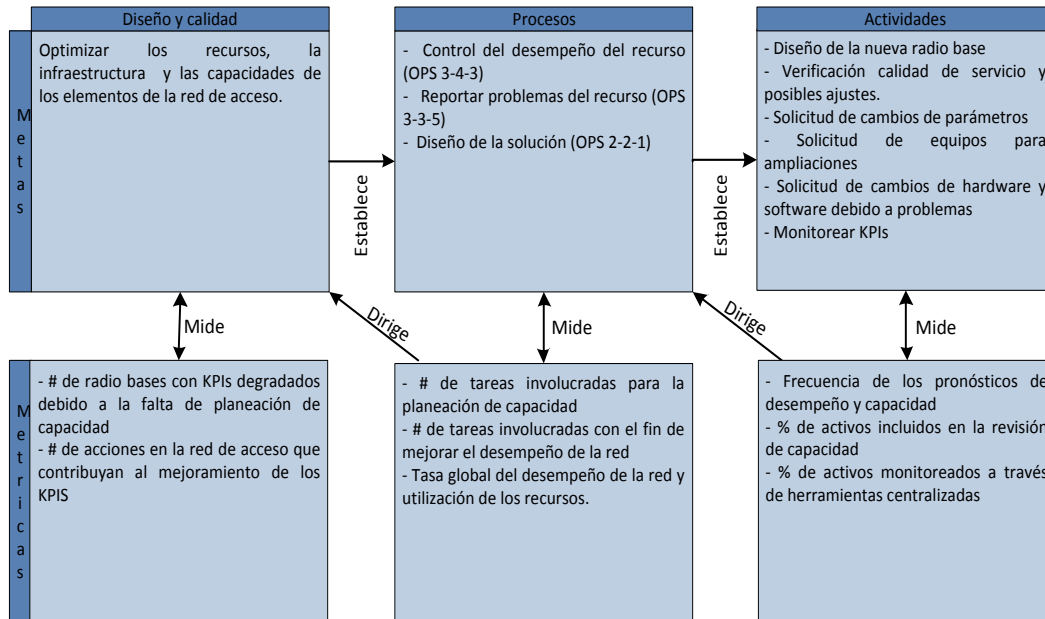 Diseño y calidad
Procesos
Actividades
Metas
Optimizar los recursos, la
infraestructura y las capacidades de
los elementos de la red de acceso.
- Control del desempeño del recurso
(OPS 3-4-3)
- Reportar problemas del recurso (OPS
3-3-5)
- Diseño de la solución (OPS 2-2-1)
- Diseño de la nueva radio base
- Verificación calidad de servicio y
posibles ajustes.
- Solicitud de cambios de parámetros
- Solicitud de equipos para
ampliaciones
- Solicitud de cambios de hardware y
software debido a problemas
- Monitorear KPIs
Establece
Establece
Mide
Dirige
Mide
Dirige
Mide
Metricas
- # de radio bases con KPIs degradados
debido a la falta de planeación de
capacidad
- # de acciones en la red de acceso que
contribuyan al mejoramiento de los
KPIS
- # de tareas involucradas para la
planeación de capacidad
- # de tareas involucradas con el fin de
mejorar el desempeño de la red
- Tasa global del desempeño de la red y
utilización de los recursos.
- Frecuencia de los pronósticos de
desempeño y capacidad
- % de activos incluidos en la revisión
de capacidad
- % de activos monitoreados a través
de herramientas centralizadas